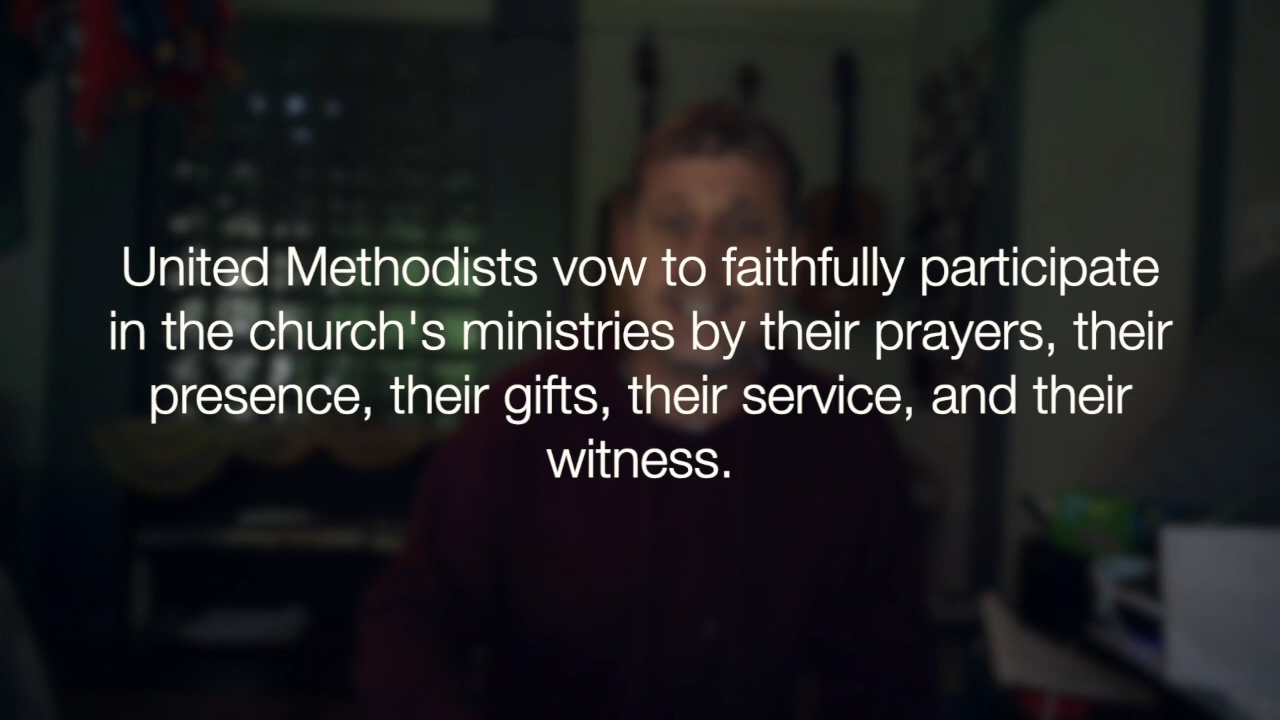 United Methodists vow to faithfully participate
in the church's ministries by their prayers, their
presence, their gifts, their service, and their
witness.